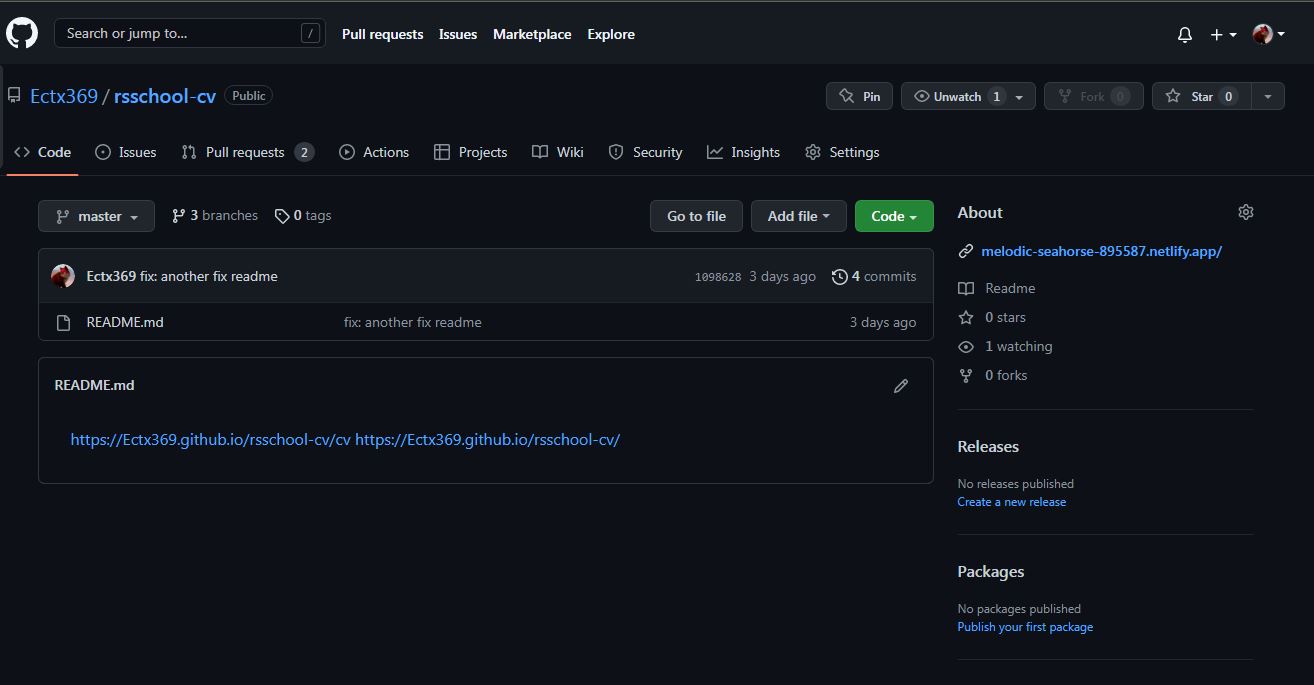 Search or jump to... /
Pull requests Issues Marketplace Explore
Ectx369 / rsschool-cv Public
Pin Unwatch 1 Fork 0 Star 0
Code Issues Pull requests 2 Actions Projects Wiki Security Insights Settings
master 3 branches 0 tags Go to file Add file Code
Ectx369 fix: another fix readme 1098628 3 days ago 4 commits
README.md fix: another fix readme 3 days ago
README.md
https://Ectx369.github.io/rsschool-cv/cv https://Ectx369.github.io/rsschool-cv/
About
melodic-seahorse-895587.netlify.app/
Readme
0 stars
1 watching
0 forks
Releases
No releases published
Create a new release
Packages
No packages published
Publish your first package